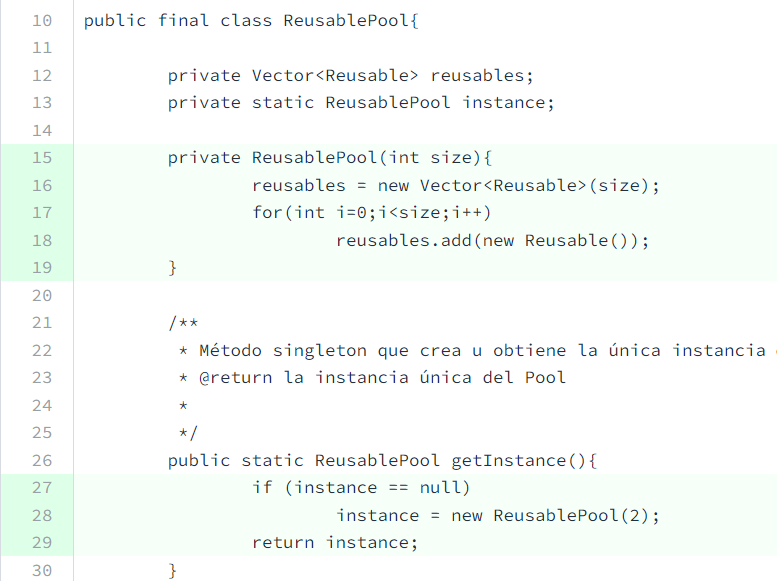 10 public final class ReusablePool{
11
12 private Vector<Reusable> reusables;
13 private static ReusablePool instance;
14
15 private ReusablePool(int size){
16 reusables = new Vector<Reusable>(size);
17 for(int i=0;i<size;i++)
18 reusables.add(new Reusable());
19 }
20
21 /**
22 * Método singleton que crea u obtiene la única instancia
23 * @return la instancia única del Pool
24 *
25 */
26 public static ReusablePool getInstance(){
27 if (instance == null)
28 instance = new ReusablePool(2);
29 return instance;
30 }